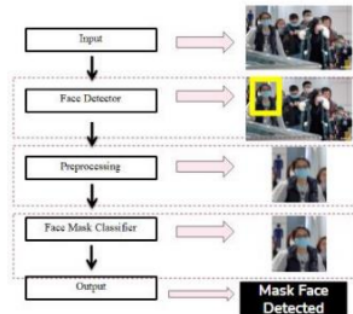 Input
Face Detector
Preprocessing
Face Mask Classifier
Output
Mask Face
Detected